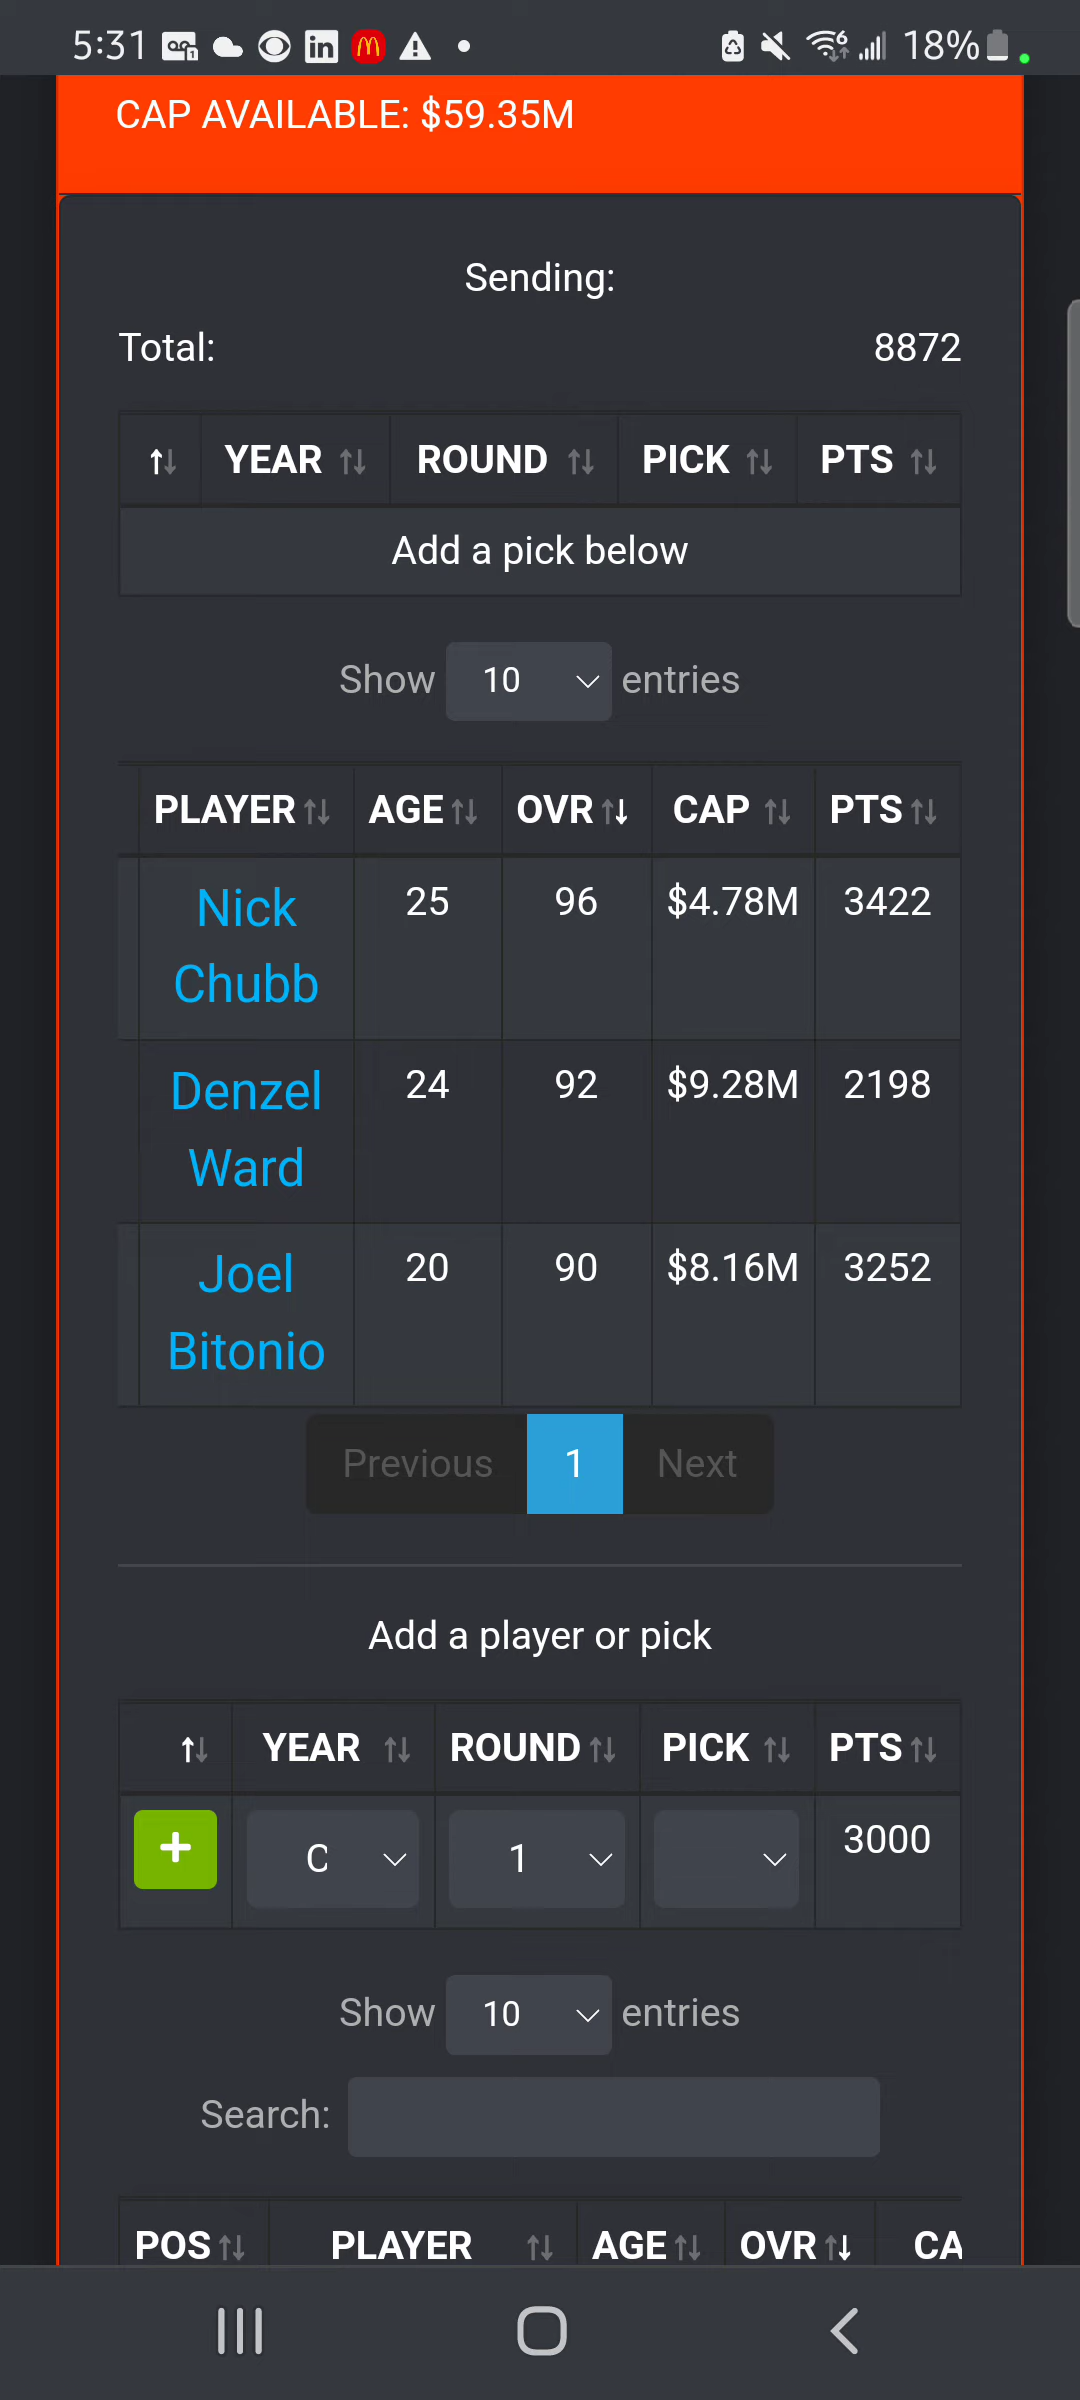 5:31 18%
CAP AVAILABLE: $59.35M
Sending:
Total: 8872
YEAR ROUND PICK PTS
Add a pick below
Show 10 entries
PLAYER AGE OVR CAP PTS
Nick Chubb 25 96 $4.78M 3422
Denzel Ward 24 92 $9.28M 2198
Joel Bitonio 20 90 $8.16M 3252
Previous 1 Next
Add a player or pick
YEAR ROUND PICK PTS
+ C 1 3000
Show 10 entries
Search:
POS PLAYER AGE OVR CA